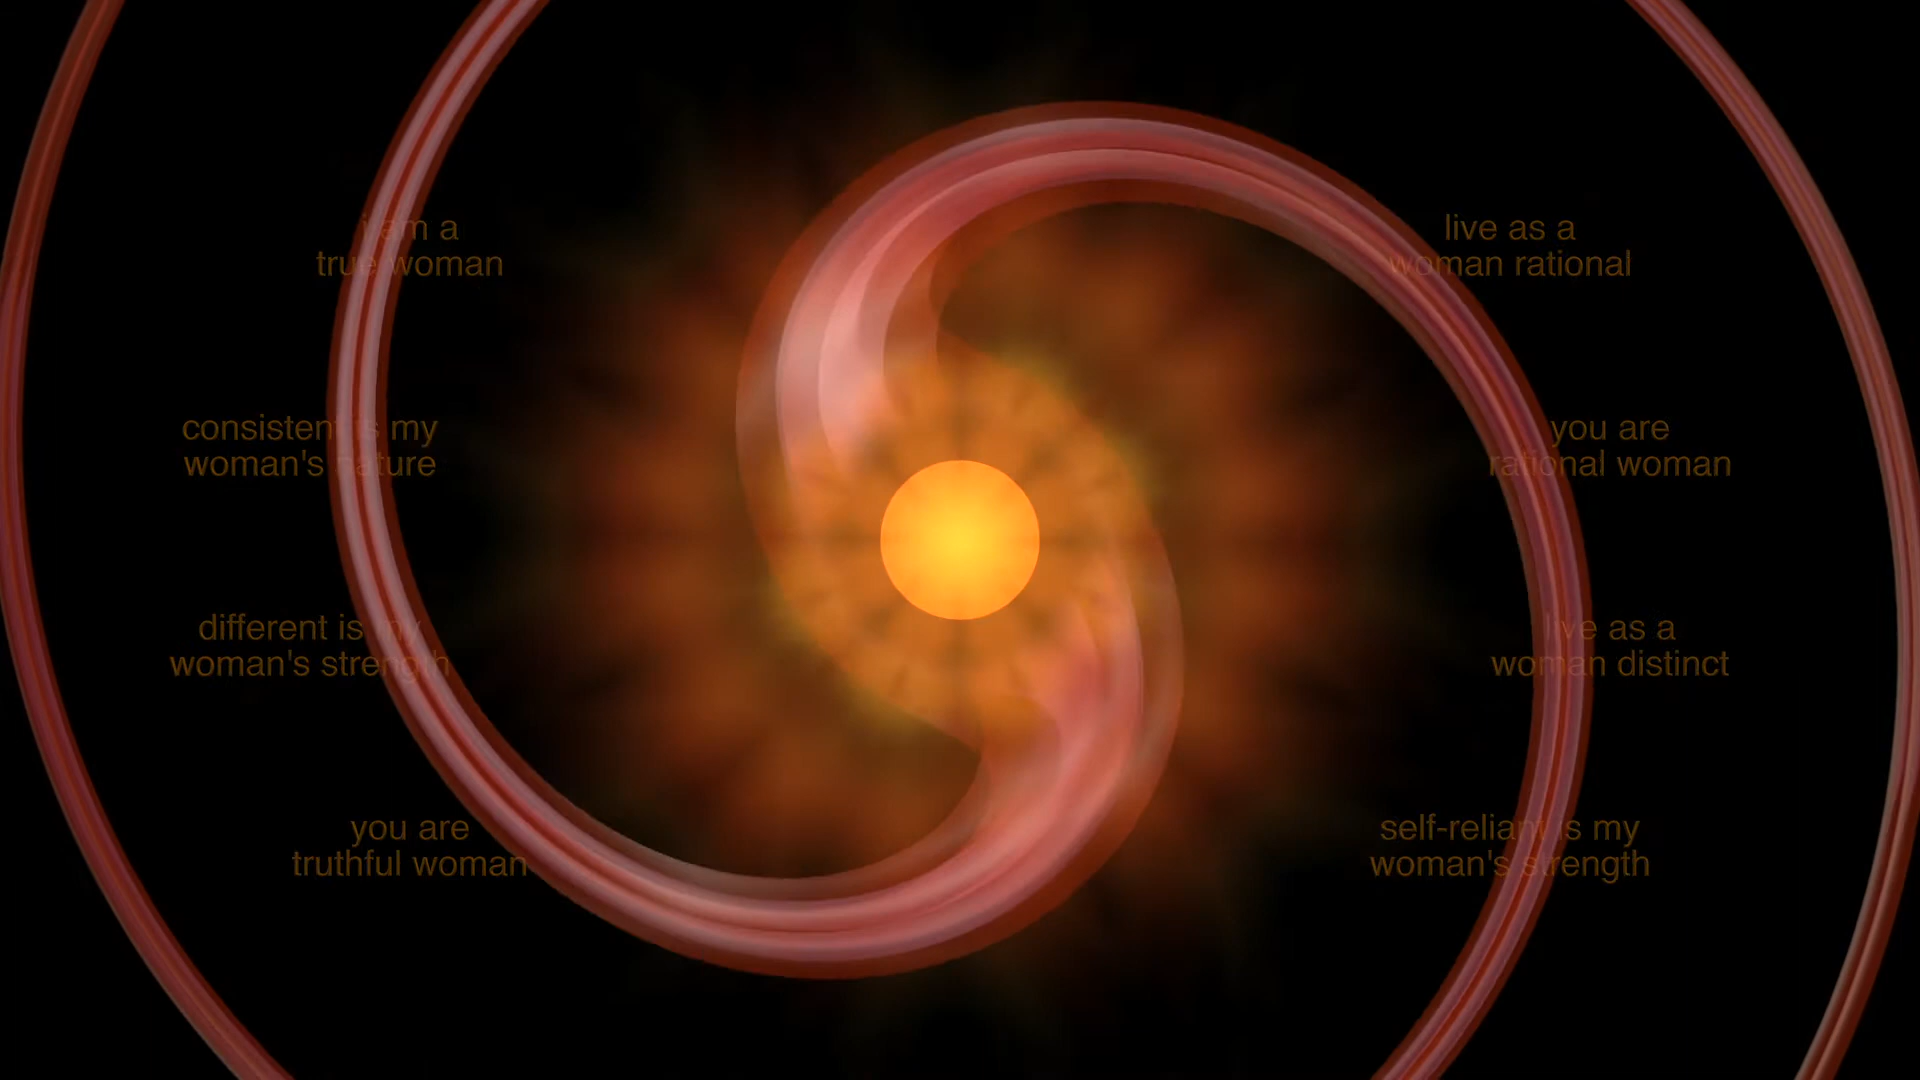 i am a
true woman
live as a
woman rational
consistent is my
woman's nature
you are
rational woman
different is my
woman's strength
live as a
woman distinct
you are
truthful woman
self-reliant is my
woman's strength